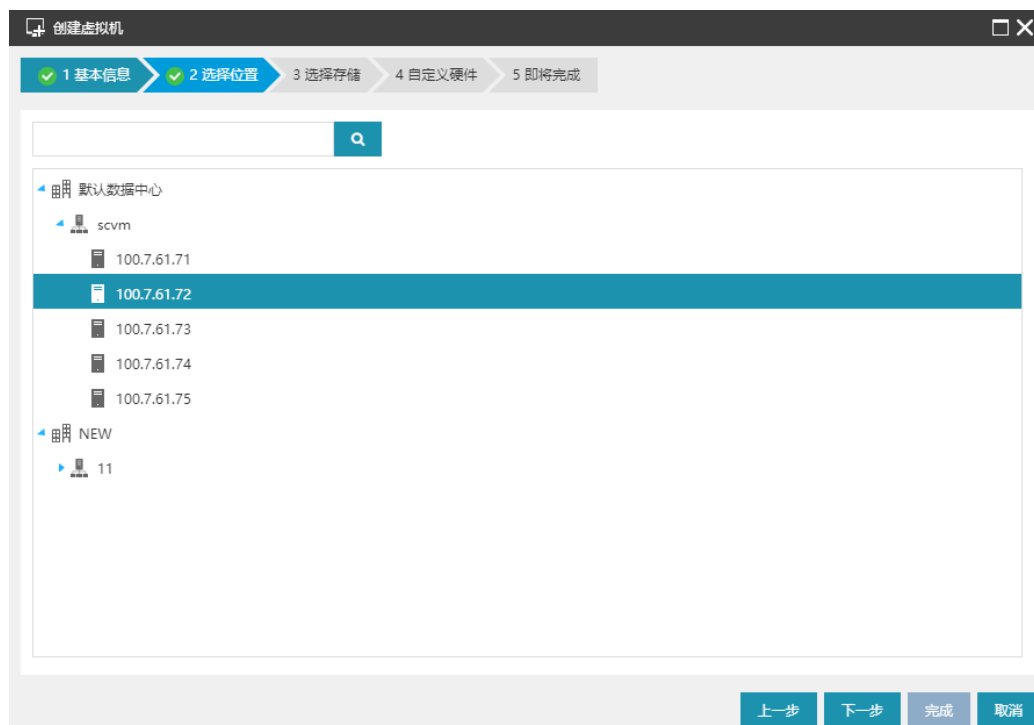 创建虚拟机
1 基本信息 2 选择位置 3 选择存储 4 自定义硬件 5 即将完成
默认数据中心
scvm
100.7.61.71
100.7.61.72
100.7.61.73
100.7.61.74
100.7.61.75
NEW
11
上一步 下一步 完成 取消